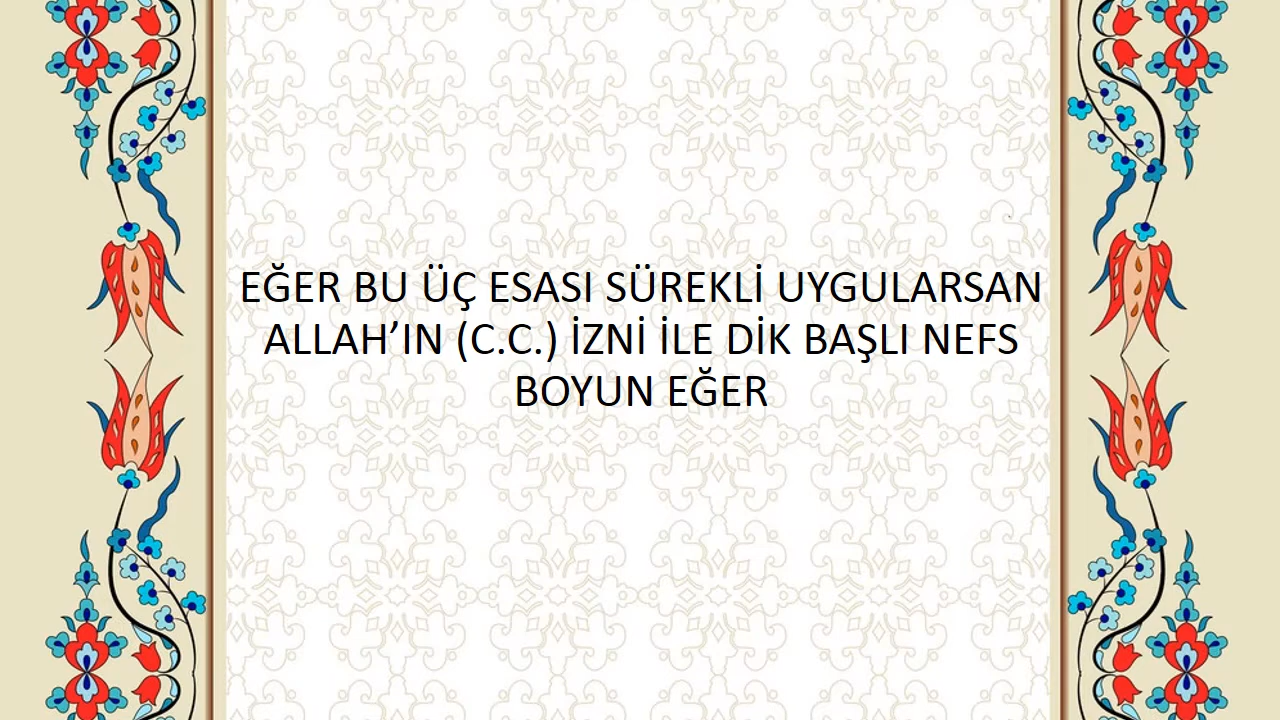 EĞER BU ÜÇ ESASI SÜREKLİ UYGULARSAN
ALLAH’IN (C.C.) İZNİ İLE DİK BAŞLI NEFS
BOYUN EĞER